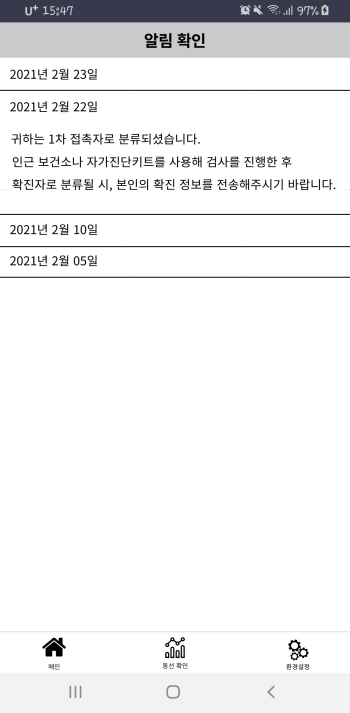 U+ 15:47
97%
알림 확인
2021년 2월 23일
2021년 2월 22일
귀하는 1차 접촉자로 분류되셨습니다.
인근 보건소나 자가진단키트를 사용해 검사를 진행한 후
확진자로 분류될 시, 본인의 확진 정보를 전송해주시기 바랍니다.
2021년 2월 10일
2021년 2월 05일
메인
동선 확인
환경설정